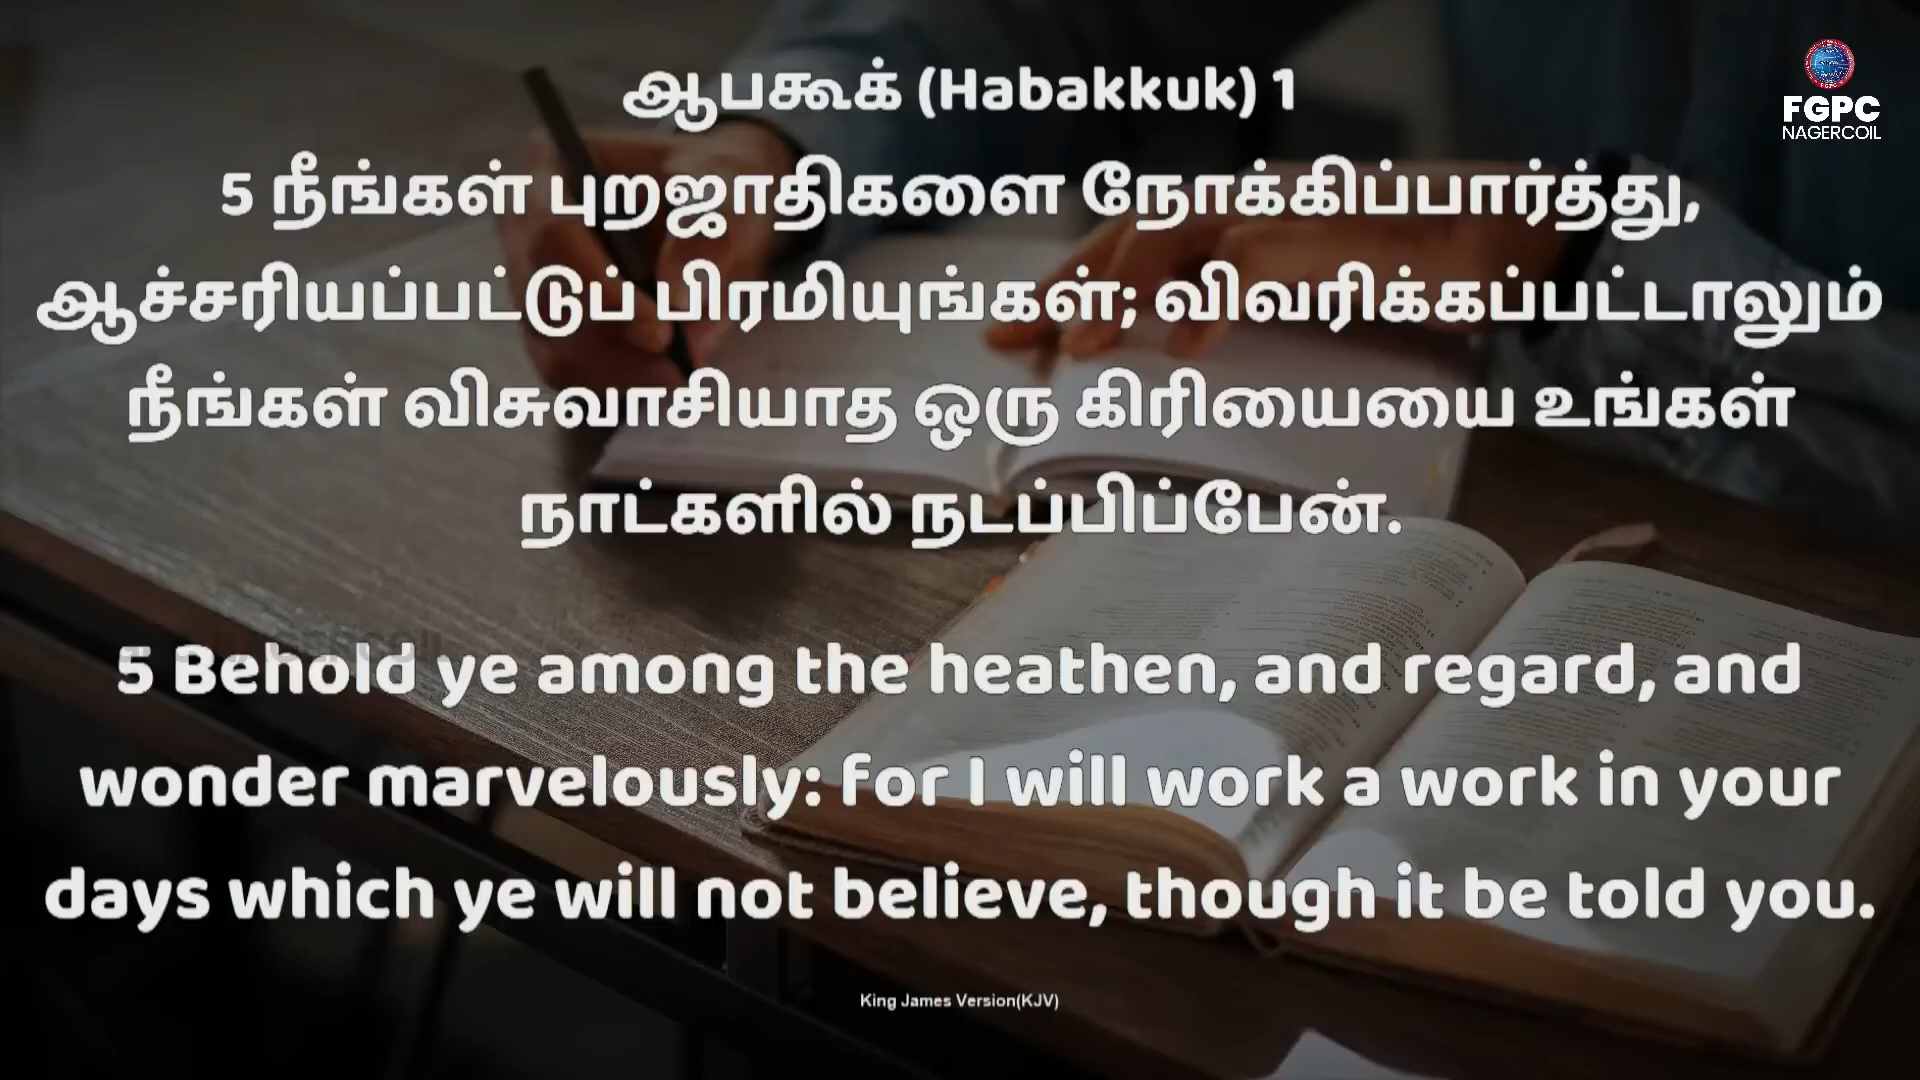 ஆபகூக் (Habakkuk) 1
FGPC
NAGERCOIL
5 நீங்கள் புறஜாதிகளை நோக்கிப்பார்த்து,
ஆச்சரியப்பட்டுப் பிரமியுங்கள்; விவரிக்கப்பட்டாலும்
நீங்கள் விசுவாசியாத ஒரு கிரியையை உங்கள்
நாட்களில் நடப்பிப்பேன்.
5 Behold ye among the heathen, and regard, and
wonder marvelously: for I will work a work in your
days which ye will not believe, though it be told you.
King James Version(KJV)